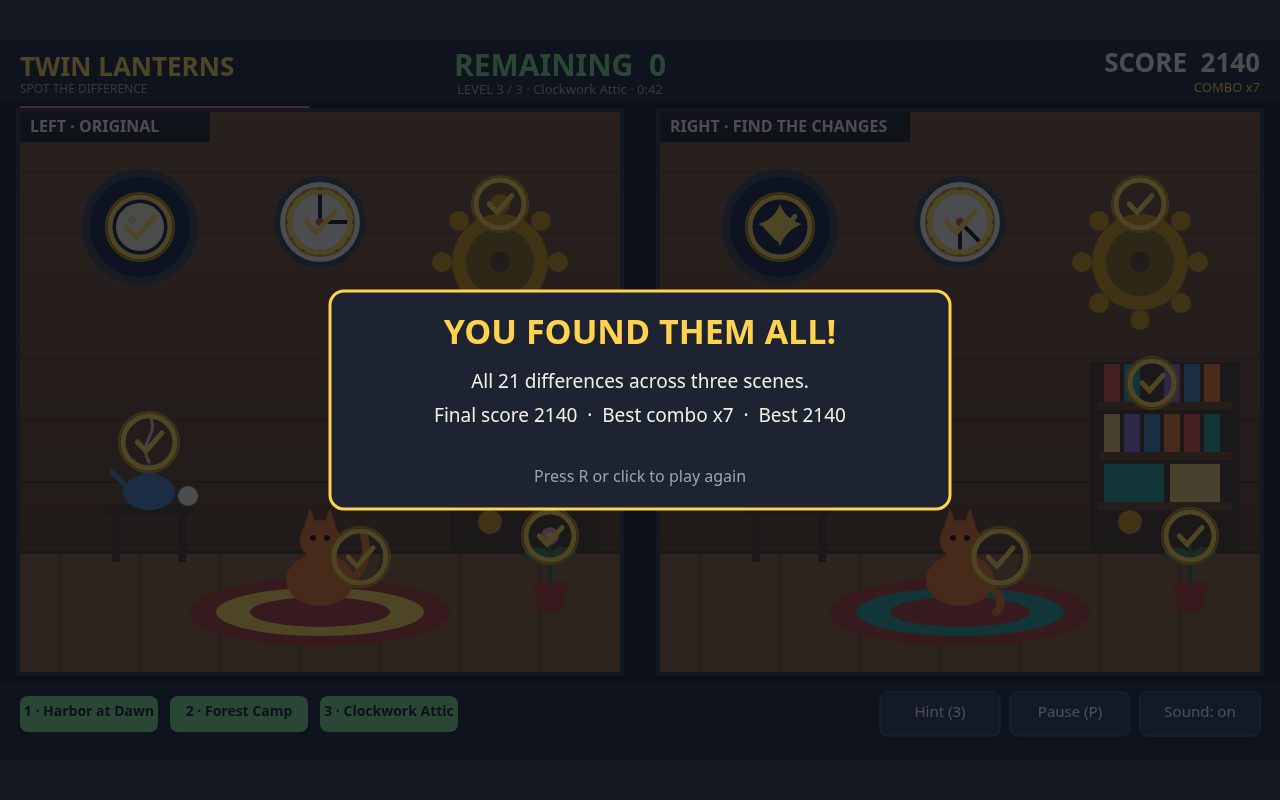 TWIN LANTERNS
SPOT THE DIFFERENCE
REMAINING 0
LEVEL 3 / 3 · Clockwork Attic · 0:42
SCORE 2140
COMBO x7
LEFT · ORIGINAL
RIGHT · FIND THE CHANGES
YOU FOUND THEM ALL!
All 21 differences across three scenes.
Final score 2140 · Best combo x7 · Best 2140
Press R or click to play again
1 · Harbor at Dawn
2 · Forest Camp
3 · Clockwork Attic
Hint (3)
Pause (P)
Sound: on